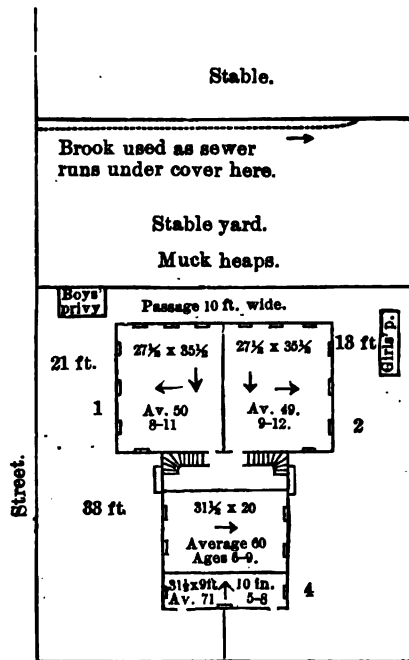 Stable.
Brook used as sewer
runs under cover here.
Stable yard.
Muck heaps.
Boys'
privy
Passage 10 ft. wide.
Girls' p.
27½ x 35½
27½ x 35½
13 ft
21 ft.
Av. 50
8-11
Av. 49.
9-12.
1
2
Street.
33 ft.
31½ x 20
Average 60
Ages 6-9.
31½x9ft. 10 in.
Av. 71
5-8
4